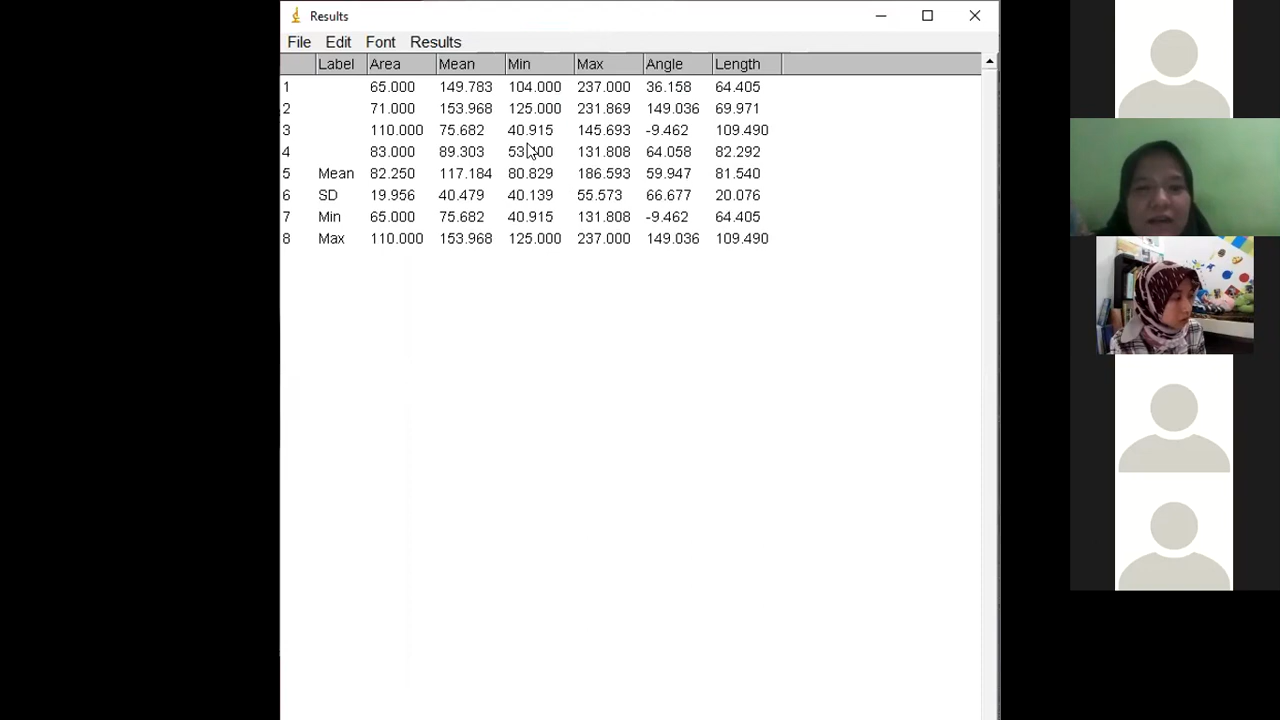 Results
File Edit Font Results
Label Area Mean Min Max Angle Length
1 65.000 149.783 104.000 237.000 36.158 64.405
2 71.000 153.968 125.000 231.869 149.036 69.971
3 110.000 75.682 40.915 145.693 -9.462 109.490
4 83.000 89.303 131.808 64.058 82.292
5 Mean 82.250 117.184 80.829 186.593 59.947 81.540
6 SD 19.956 40.479 40.139 55.573 66.677 20.076
7 Min 65.000 75.682 40.915 131.808 -9.462 64.405
8 Max 110.000 153.968 125.000 237.000 149.036 109.490